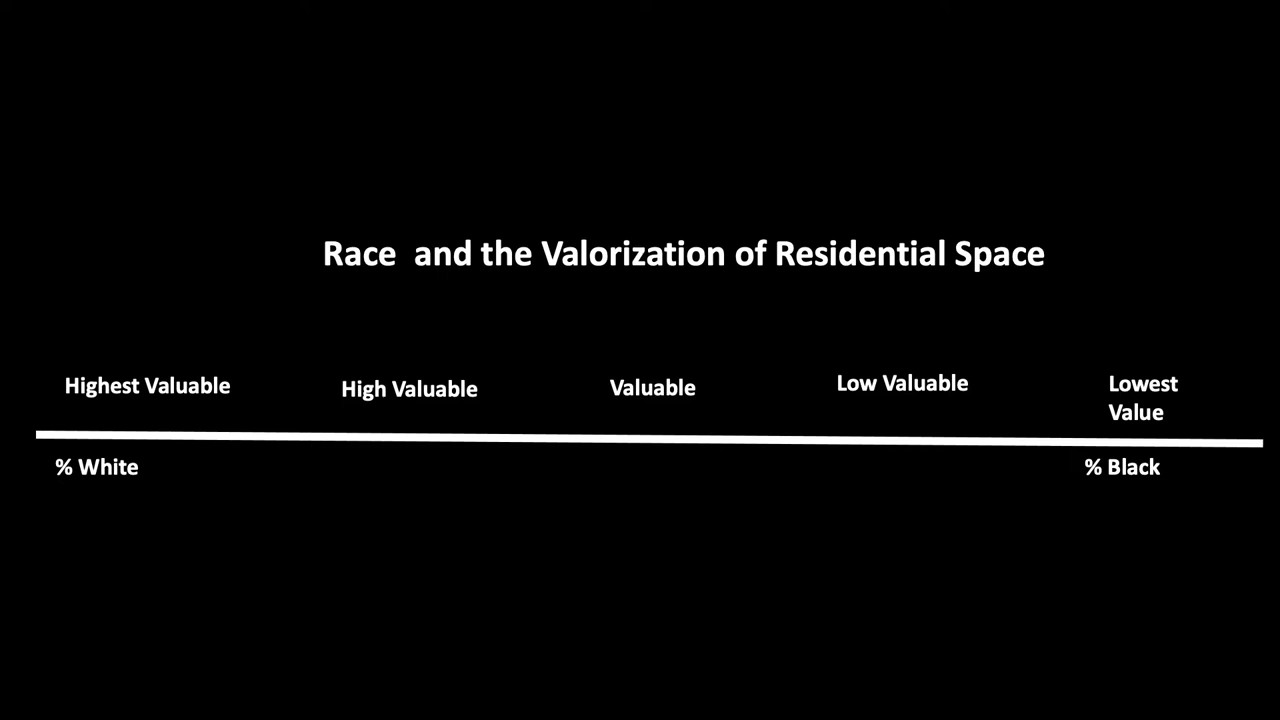 Race and the Valorization of Residential Space
Highest Valuable
High Valuable
Valuable
Low Valuable
Lowest
Value
% White
% Black